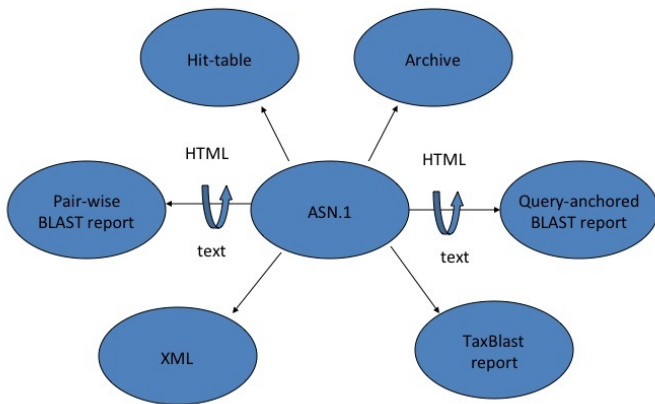 Hit-table
Archive
HTML
HTML
Pair-wise
BLAST report
ASN.1
Query-anchored
BLAST report
text
text
XML
TaxBlast
report